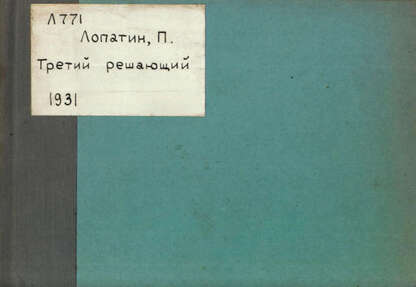 Л771
Лопатин, П.
Третий решающий
1931